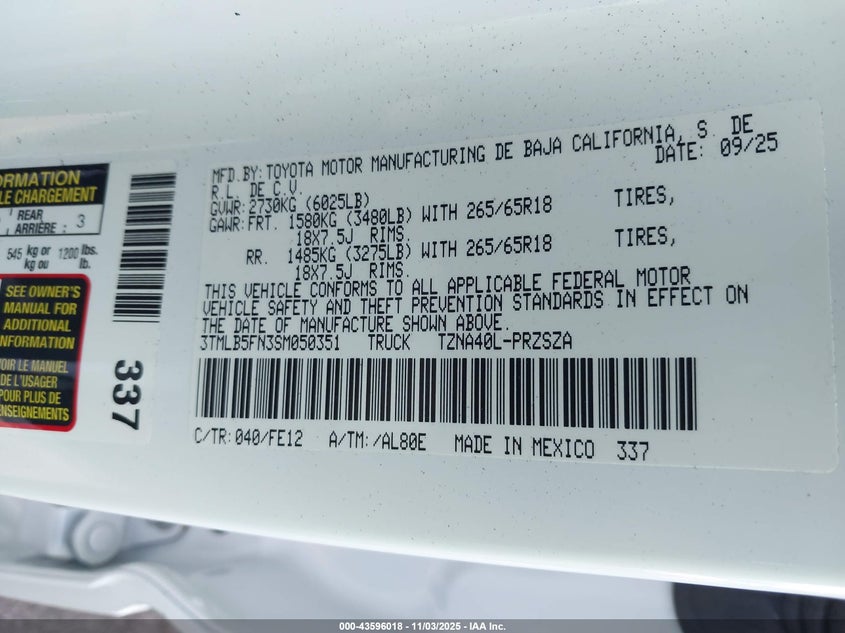 MFD.BY:TOYOTA MOTOR MANUFACTURING DE BAJA CALIFORNIA, S. DE
R.L. DE C.V. DATE: 09/25
GVWR:2730KG (6025LB)
GAWR:FRT. 1580KG (3480LB) WITH 265/65R18 TIRES,
18X7.5J RIMS.
RR. 1485KG (3275LB) WITH 265/65R18 TIRES,
18X7.5J RIMS.
THIS VEHICLE CONFORMS TO ALL APPLICABLE FEDERAL MOTOR
VEHICLE SAFETY AND THEFT PREVENTION STANDARDS IN EFFECT ON
THE DATE OF MANUFACTURE SHOWN ABOVE.
3TMLB5FN3SM050351 TRUCK TZNA40L-PRZSZA
C/TR:040/FE12 A/TM:/AL80E MADE IN MEXICO 337
ORMATION
LE CHARGEMENT
REAR
ARRIÈRE : 3
545 kg or 1200 lbs.
kg ou lb.
SEE OWNER'S
MANUAL FOR
ADDITIONAL
INFORMATION
VOIR LE MANUEL
DE L'USAGER
POUR PLUS DE
ENSEIGNEMENTS
337
000-43596018 - 11/03/2025 - IAA Inc.